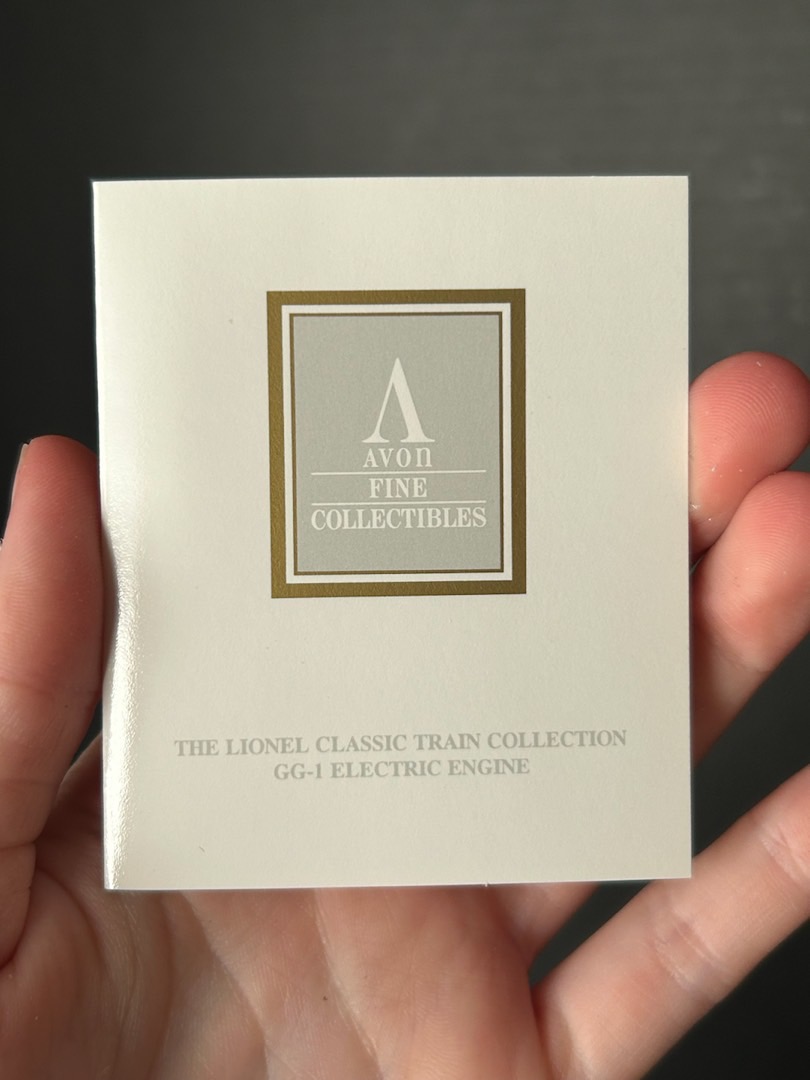 AVON
FINE
COLLECTIBLES
THE LIONEL CLASSIC TRAIN COLLECTION
GG-1 ELECTRIC ENGINE